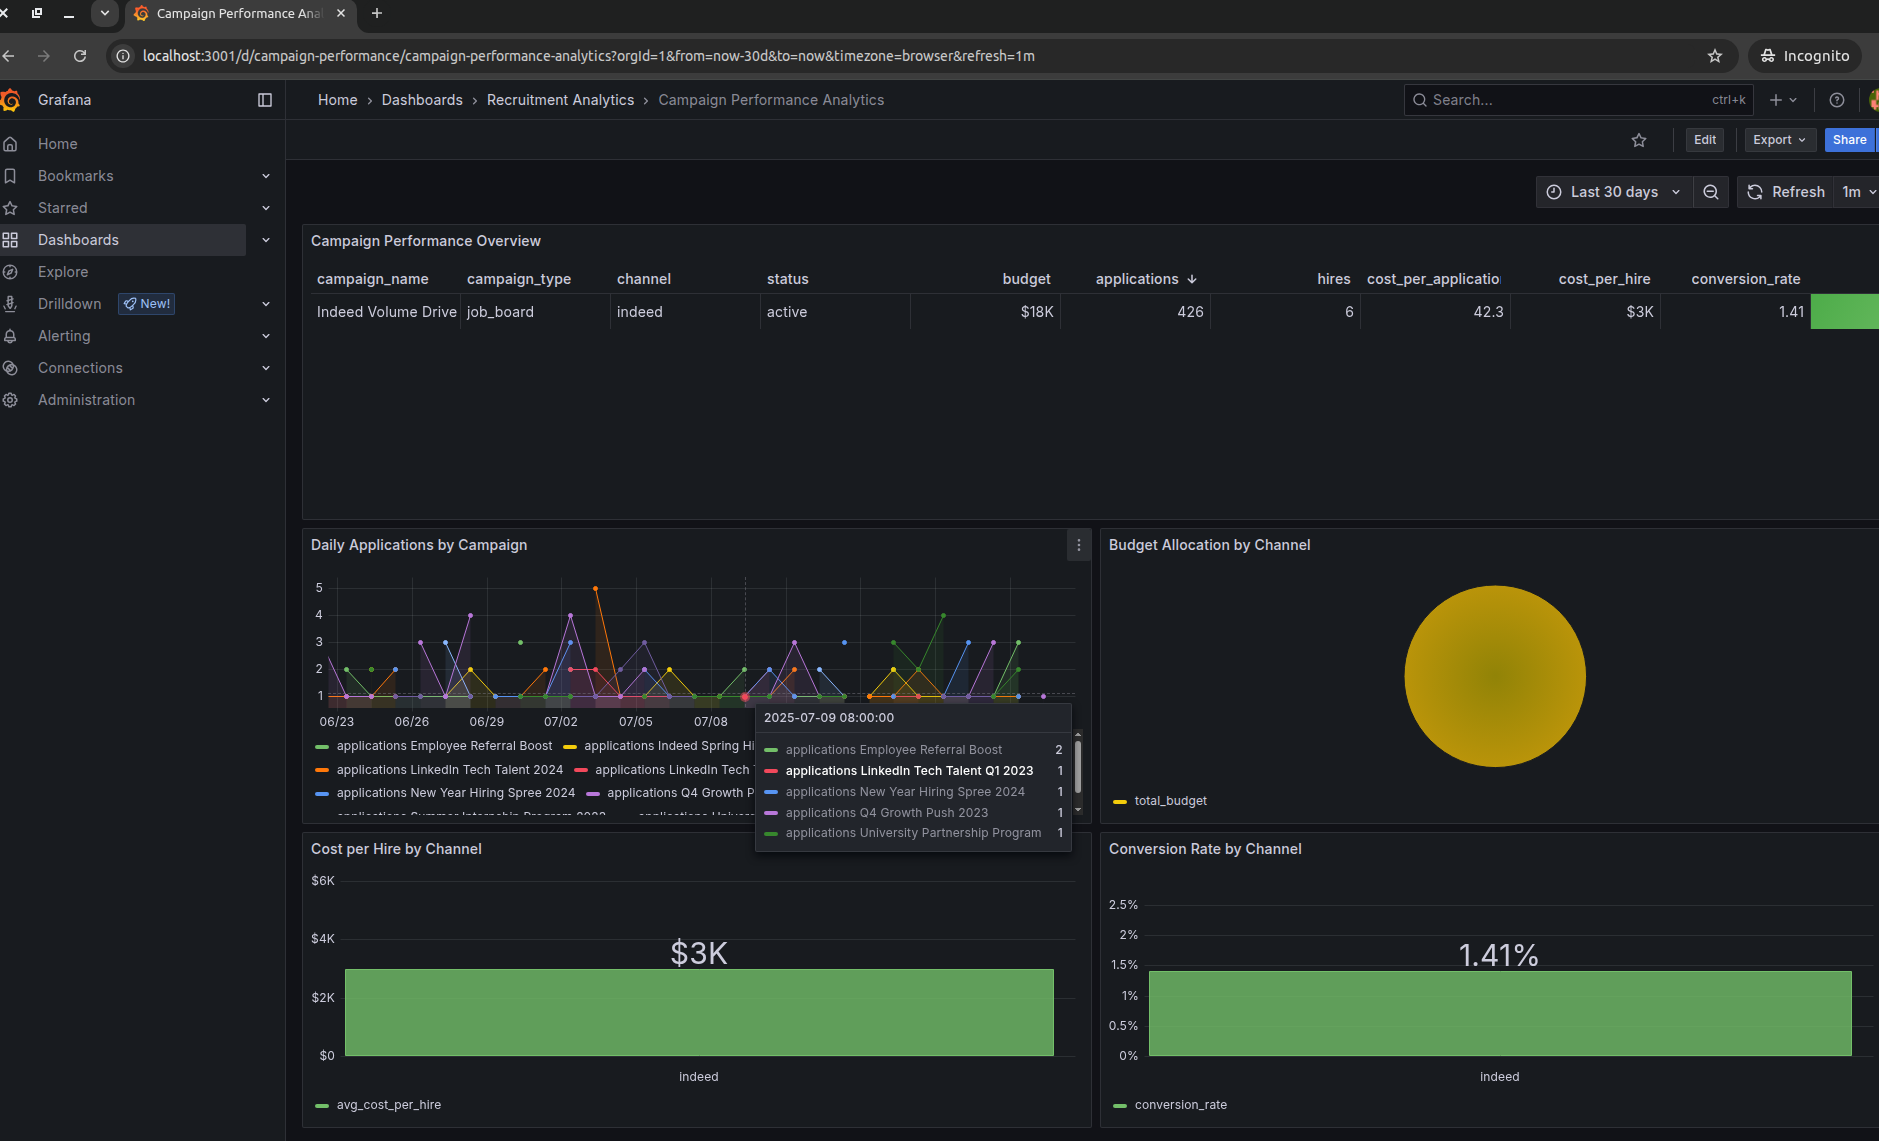 Campaign Performance Ana
localhost:3001/d/campaign-performance/campaign-performance-analytics?orgId=1&from=now-30d&to=now&timezone=browser&refresh=1m
Incognito
Grafana
Home › Dashboards › Recruitment Analytics › Campaign Performance Analytics
Search...
ctrl+k
Home
Bookmarks
Starred
Dashboards
Explore
Drilldown
New!
Alerting
Connections
Administration
Edit
Export
Share
Last 30 days
Refresh
1m
Campaign Performance Overview
campaign_name campaign_type channel status budget applications hires cost_per_applicatio cost_per_hire conversion_rate
Indeed Volume Drive job_board indeed active $18K 426 6 42.3 $3K 1.41
Daily Applications by Campaign
5
4
3
2
1
06/23 06/26 06/29 07/02 07/05 07/08
applications Employee Referral Boost applications Indeed Spring Hi
applications LinkedIn Tech Talent 2024 applications LinkedIn Tech
applications New Year Hiring Spree 2024 applications Q4 Growth P
2025-07-09 08:00:00
applications Employee Referral Boost 2
applications LinkedIn Tech Talent Q1 2023 1
applications New Year Hiring Spree 2024 1
applications Q4 Growth Push 2023 1
applications University Partnership Program 1
Budget Allocation by Channel
total_budget
Cost per Hire by Channel
$6K
$4K
$2K
$0
$3K
indeed
avg_cost_per_hire
Conversion Rate by Channel
2.5%
2%
1.5%
1%
0.5%
0%
1.41%
indeed
conversion_rate